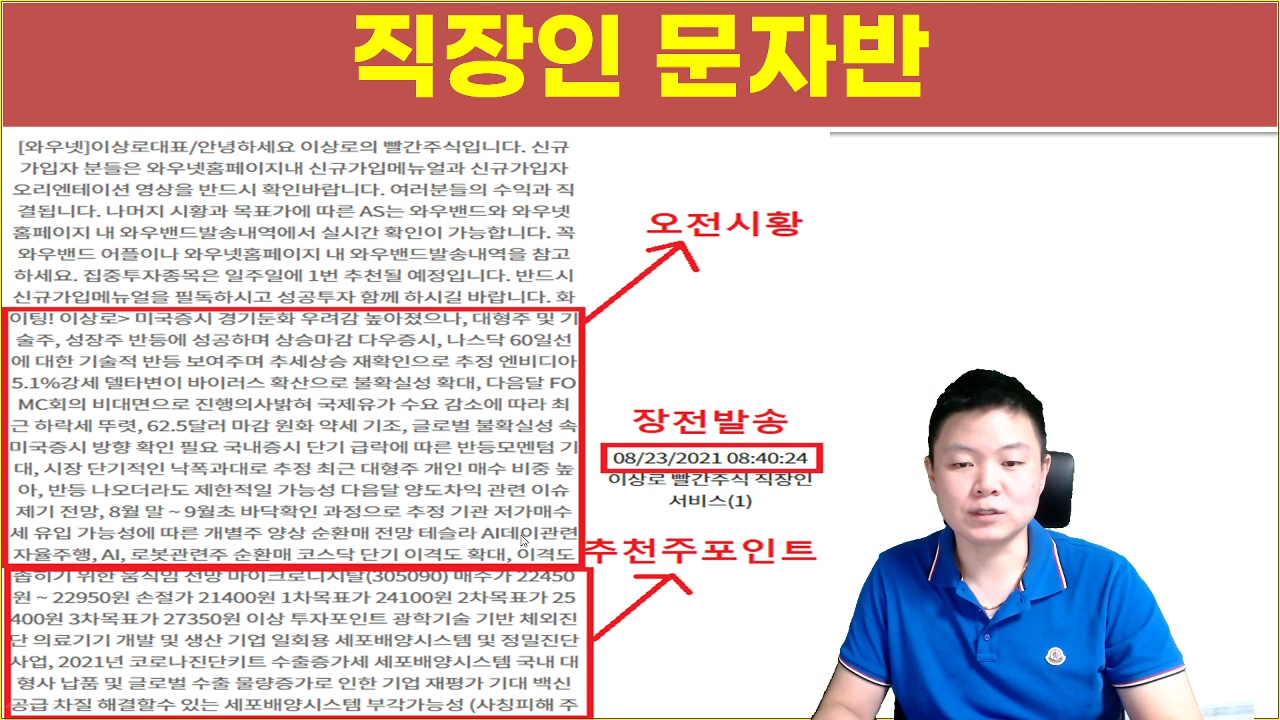 직장인 문자반
[와우넷]이상로대표/안녕하세요 이상로의 빨간주식입니다. 신규
가입자 분들은 와우넷홈페이지내 신규가입메뉴얼과 신규가입자
오리엔테이션 영상을 반드시 확인바랍니다. 여러분들의 수익과 직
결됩니다. 나머지 시황과 목표가에 따른 AS는 와우밴드와 와우넷
홈페이지 내 와우밴드발송내역에서 실시간 확인이 가능합니다. 꼭
와우밴드 어플이나 와우넷홈페이지 내 와우밴드발송내역을 참고
하세요. 집중투자종목은 일주일에 1번 추천될 예정입니다. 반드시
신규가입메뉴얼을 필독하시고 성공투자 함께 하시길 바랍니다. 화
이팅! 이상로> 미국증시 경기둔화 우려감 높아졌으나, 대형주 및 기
술주, 성장주 반등에 성공하며 상승마감 다우증시, 나스닥 60일선
에 대한 기술적 반등 보여주며 추세상승 재확인으로 추정 엔비디아
5.1%강세 델타변이 바이러스 확산으로 불확실성 확대, 다음달 FO
MC회의 비대면으로 진행의사밝혀 국제유가 수요 감소에 따라 최
근 하락세 뚜렷, 62.5달러 마감 원화 약세 기조, 글로벌 불확실성 속
미국증시 방향 확인 필요 국내증시 단기 급락에 따른 반등모멘텀 기
대, 시장 단기적인 낙폭과대로 추정 최근 대형주 개인 매수 비중 높
아, 반등 나오더라도 제한적일 가능성 다음달 양도차익 관련 이슈
제기 전망, 8월 말 ~ 9월초 바닥확인 과정으로 추정 기관 저가매수
세 유입 가능성에 따른 개별주 양상 순환매 전망 테슬라 AI데이관련
자율주행, AI, 로봇관련주 순환매 코스닥 단기 이격도 확대, 이격도
좁히기 위한 움직임 전망 마이크로디지탈(305090) 매수가 22450
원 ~ 22950원 손절가 21400원 1차목표가 24100원 2차목표가 25
400원 3차목표가 27350원 이상 투자포인트 광학기술 기반 체외진
단 의료기기 개발 및 생산 기업 일회용 세포배양시스템 및 정밀진단
사업, 2021년 코로나진단키트 수출증가세 세포배양시스템 국내 대
형사 납품 및 글로벌 수출 물량증가로 인한 기업 재평가 기대 백신
공급 차질 해결할수 있는 세포배양시스템 부각가능성 (사칭피해 주
오전시황
장전발송
08/23/2021 08:40:24
이상로 빨간주식 직장인
서비스(1)
추천주포인트